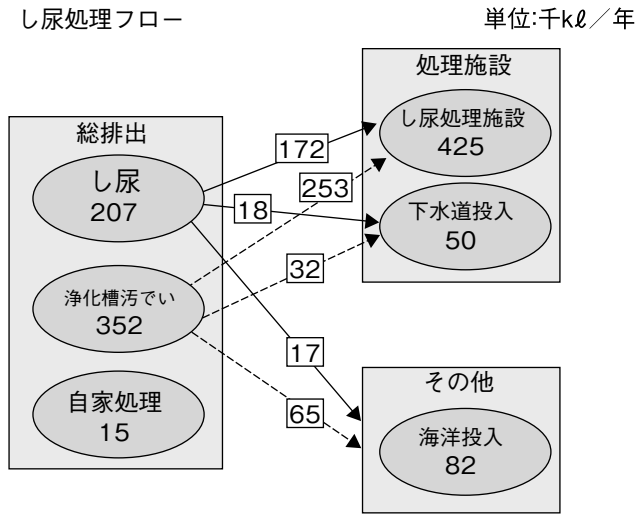 し尿処理フロー
単位:千kℓ／年
処理施設
総排出
し尿処理施設
425
172
し尿
207
253
18
下水道投入
50
浄化槽汚でい
352
32
17
その他
自家処理
15
65
海洋投入
82